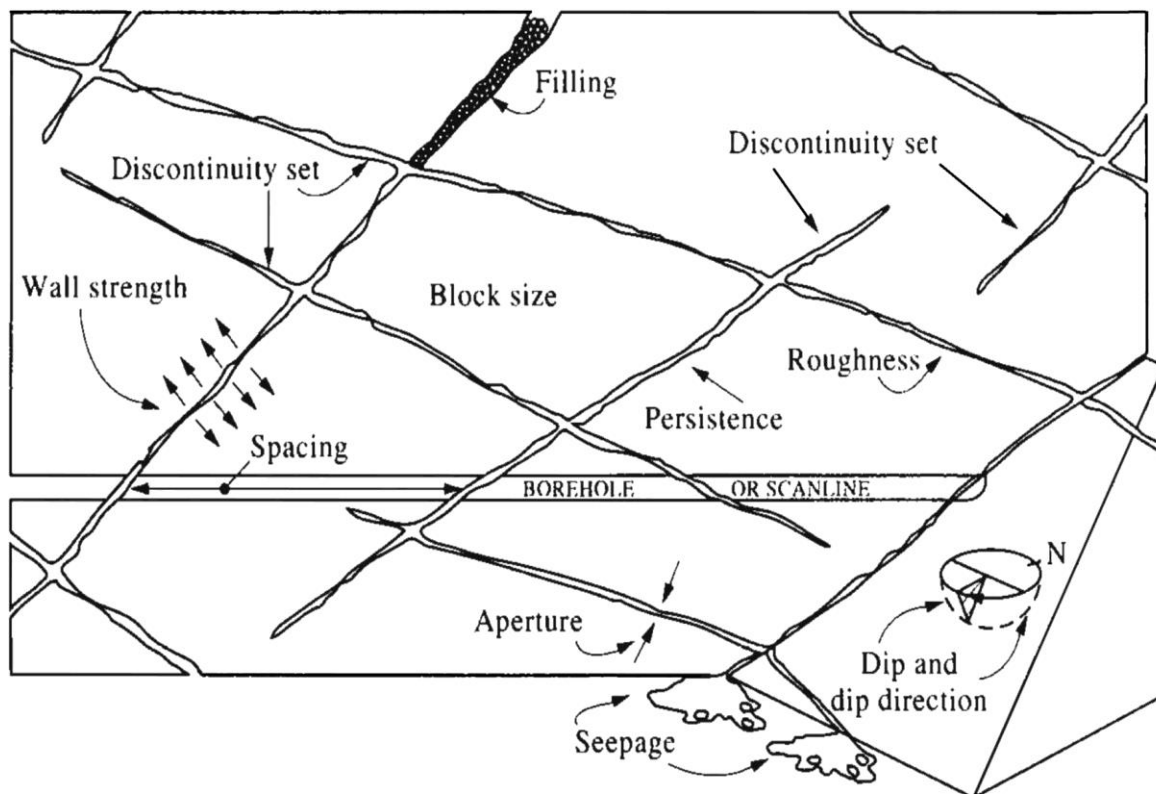 Filling
Discontinuity set
Discontinuity set
Wall strength
Block size
Roughness
Persistence
Spacing
BOREHOLE OR SCANLINE
N
Aperture
Dip and
dip direction
Seepage